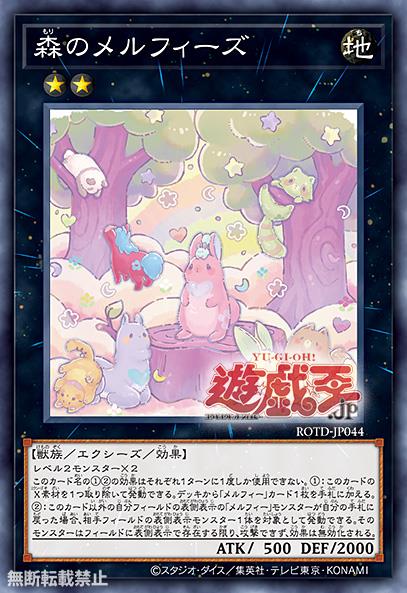 森のメルフィーズ
もり
地
ち
YU-GI-OH!
遊戯王.jp
ROTD-JP044
【獣族／エクシーズ／効果】
レベル２モンスター×２
このカード名の①②の効果はそれぞれ１ターンに１度しか使用できない。①：このカードの
X素材を１つ取り除いて発動できる。デッキから「メルフィー」カード１枚を手札に加える。
②：このカード以外の自分フィールドの表側表示の「メルフィー」モンスターが自分の手札に
戻った場合、相手フィールドの表側表示モンスター１体を対象として発動できる。その
モンスターはフィールドに表側表示で存在する限り、攻撃できず、効果は無効化される。
ATK/ 500 DEF/2000
無断転載禁止
©スタジオ・ダイス／集英社・テレビ東京・KONAMI